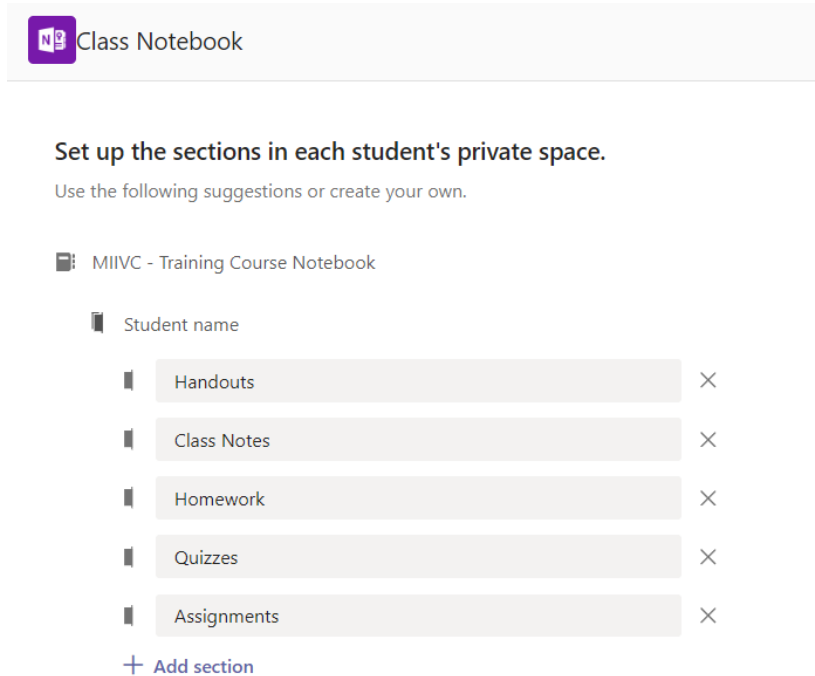 Class Notebook
Set up the sections in each student's private space.
Use the following suggestions or create your own.
MIIVC - Training Course Notebook
Student name
Handouts
Class Notes
Homework
Quizzes
Assignments
+ Add section